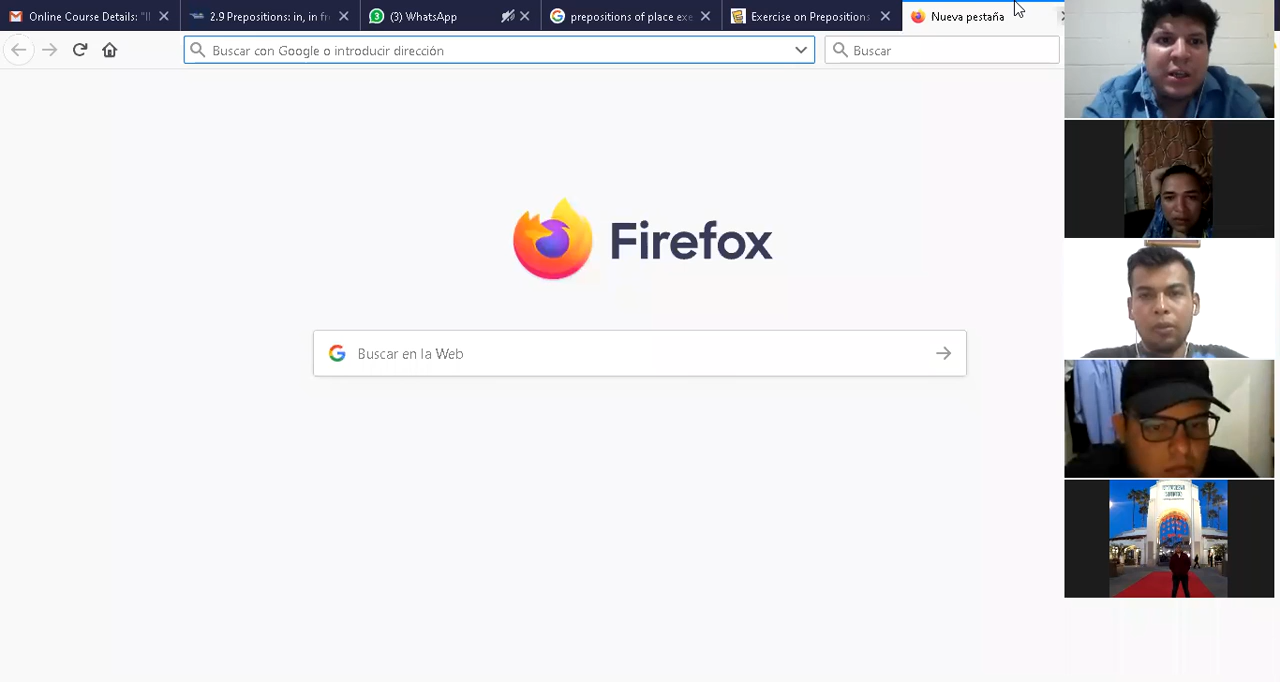 Online Course Details: "Il
2.9 Prepositions: in, in fr
(3) WhatsApp
prepositions of place exe
Exercise on Prepositions
Nueva pestaña
Buscar con Google o introducir dirección
Buscar
Firefox
Buscar en la Web